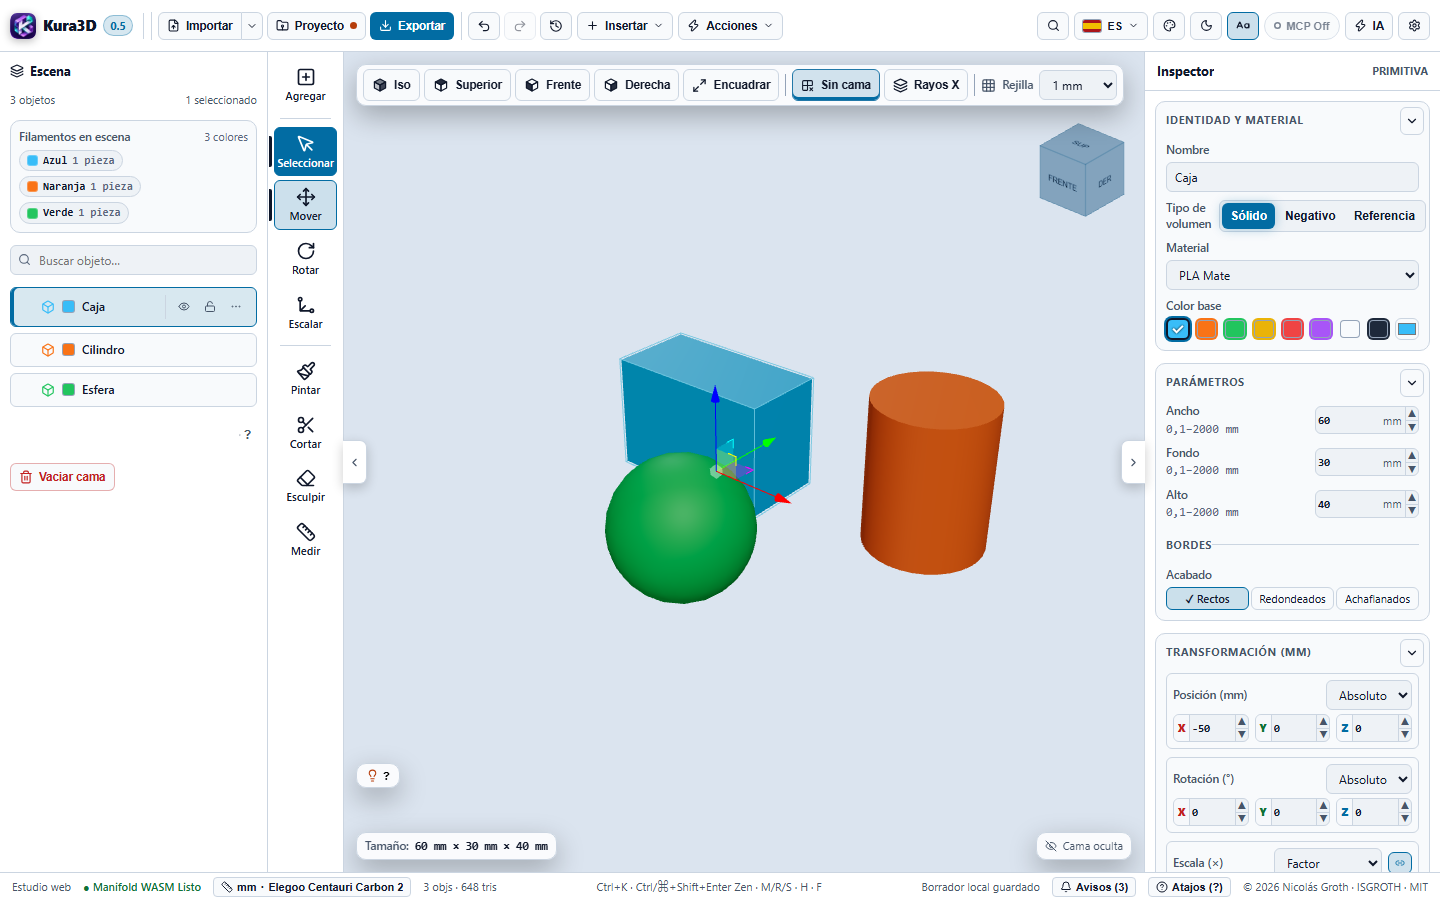 Kura3D 0.5 Importar Proyecto Exportar Insertar Acciones ES Aa MCP Off IA
Escena
3 objetos 1 seleccionado
Filamentos en escena 3 colores
Azul 1 pieza
Naranja 1 pieza
Verde 1 pieza
Buscar objeto...
Caja
Cilindro
Esfera
· ?
Vaciar cama
Agregar
Seleccionar
Mover
Rotar
Escalar
Pintar
Cortar
Esculpir
Medir
Iso Superior Frente Derecha Encuadrar Sin cama Rayos X Rejilla 1 mm
SUP
FRENTE DER
?
Tamaño: 60 mm × 30 mm × 40 mm
Cama oculta
Inspector PRIMITIVA
IDENTIDAD Y MATERIAL
Nombre
Caja
Tipo de volumen Sólido Negativo Referencia
Material
PLA Mate
Color base
PARÁMETROS
Ancho
0,1–2000 mm 60 mm
Fondo
0,1–2000 mm 30 mm
Alto
0,1–2000 mm 40 mm
BORDES
Acabado
✓ Rectos Redondeados Achaflanados
TRANSFORMACIÓN (MM)
Posición (mm) Absoluto
X -50 Y 0 Z 0
Rotación (°) Absoluto
X 0 Y 0 Z 0
Escala (×) Factor
Estudio web ● Manifold WASM Listo mm · Elegoo Centauri Carbon 2 3 objs · 648 tris Ctrl+K · Ctrl/⌘+Shift+Enter Zen · M/R/S · H · F Borrador local guardado Avisos (3) Atajos (?) © 2026 Nicolás Groth · ISGROTH · MIT